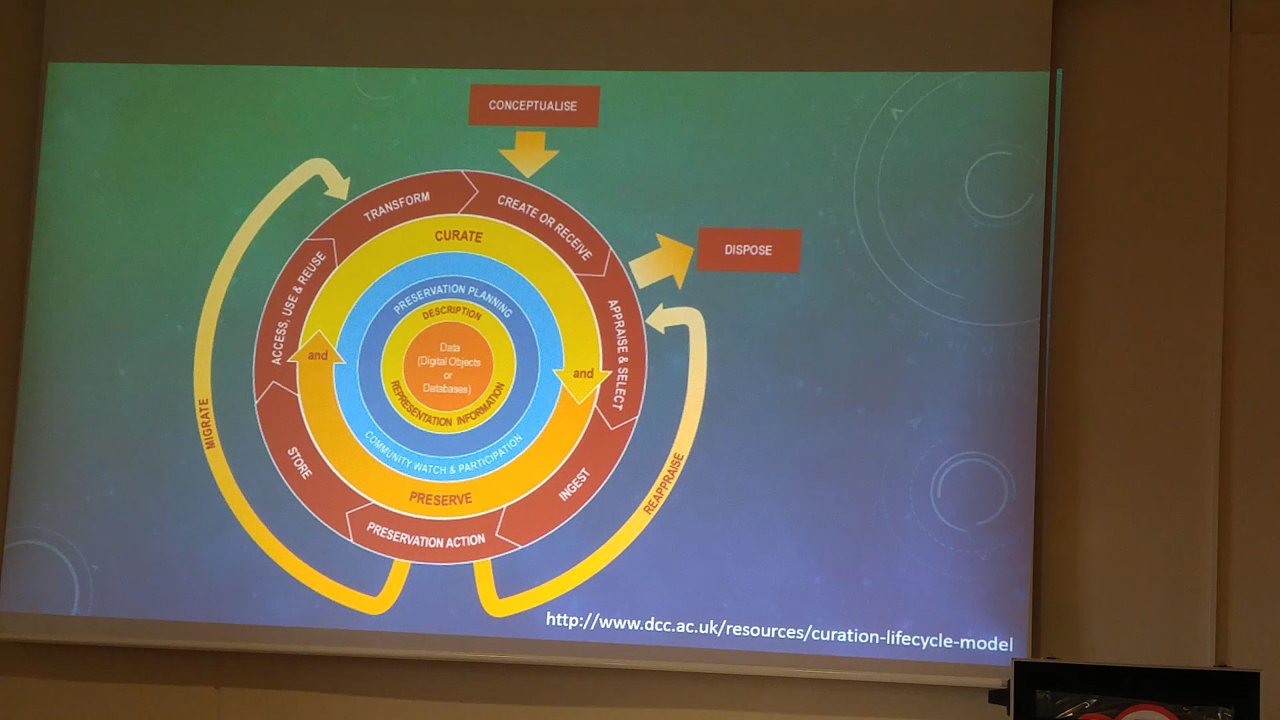 CONCEPTUALISE
TRANSFORM
CREATE OR RECEIVE
CURATE
DISPOSE
ACCESS, USE & REUSE
PRESERVATION PLANNING
DESCRIPTION
APPRAISE & SELECT
and
Data
(Digital Objects
or
Databases)
and
REPRESENTATION INFORMATION
MIGRATE
COMMUNITY WATCH & PARTICIPATION
STORE
INGEST
REAPPRAISE
PRESERVE
PRESERVATION ACTION
http://www.dcc.ac.uk/resources/curation-lifecycle-model